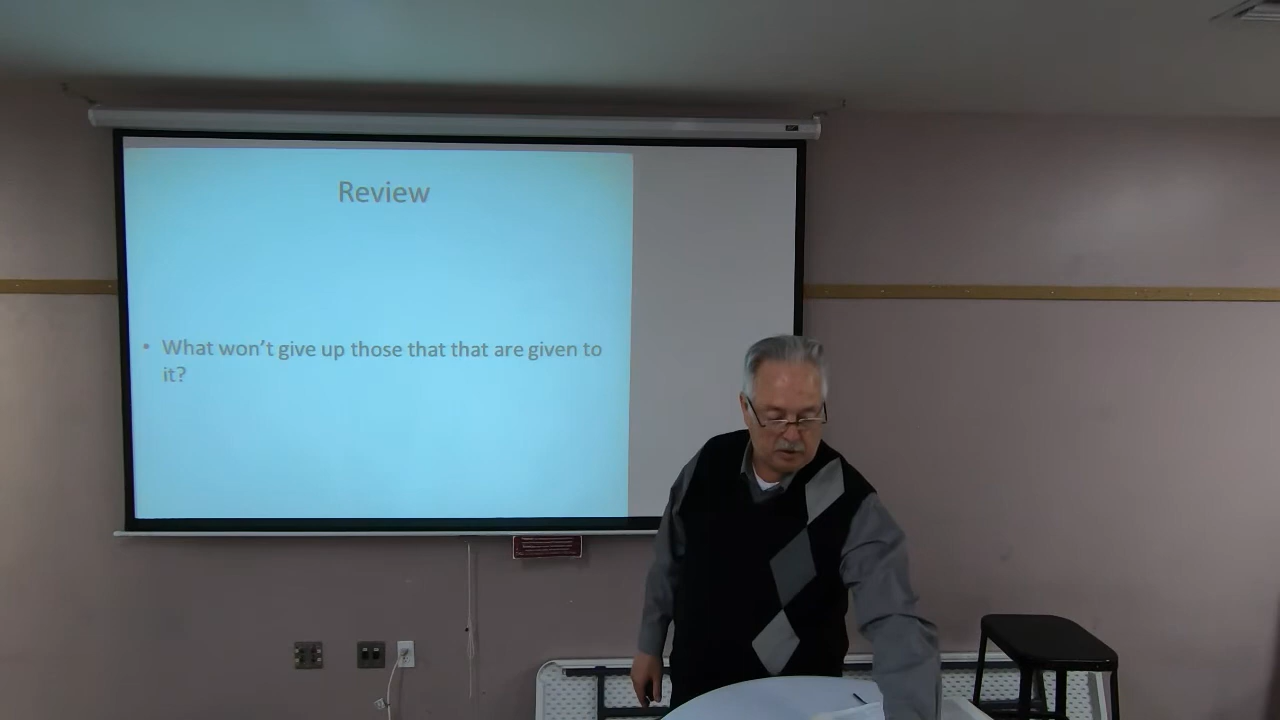 Review
• What won't give up those that that are given to
it?